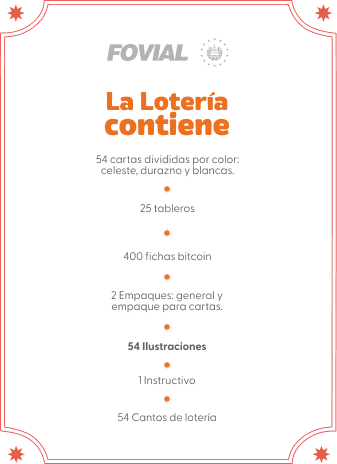 FOVIAL
La Lotería
contiene
54 cartas divididas por color:
celeste, durazno y blancas.
25 tableros
400 fichas bitcoin
2 Empaques: general y
empaque para cartas.
54 Ilustraciones
1 Instructivo
54 Cantos de lotería